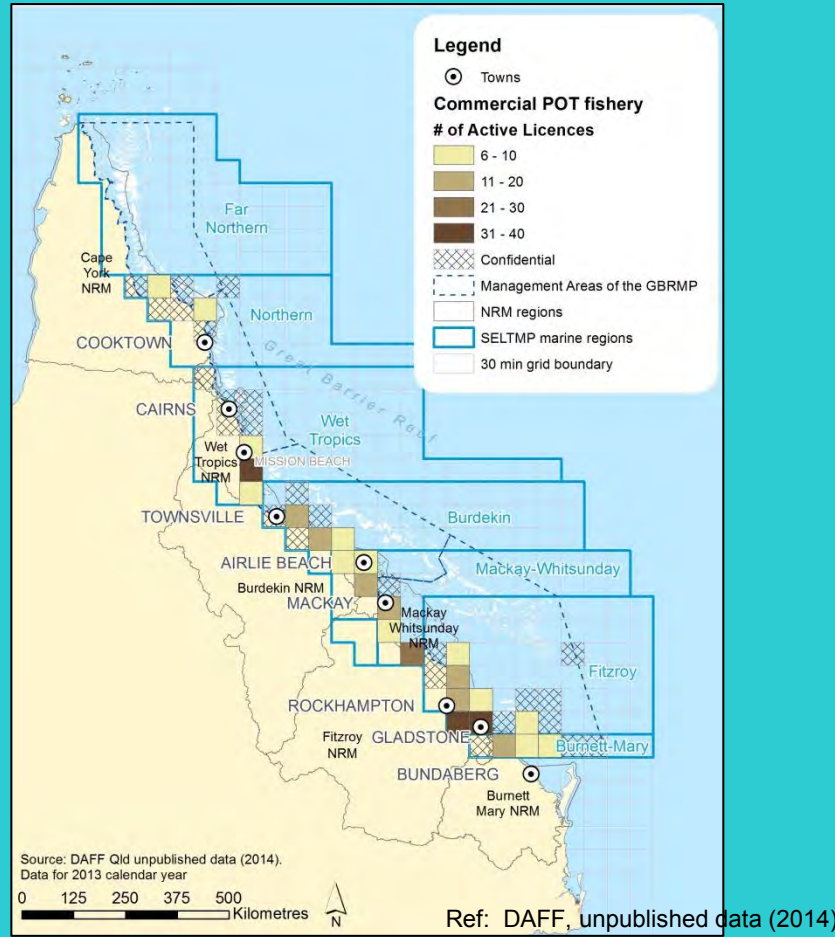 Legend
Towns
Commercial POT fishery
# of Active Licences
6 - 10
11 - 20
21 - 30
31 - 40
Confidential
Management Areas of the GBRMP
NRM regions
SELTMP marine regions
30 min grid boundary
Far
Northern
Cape
York
NRM
Northern
COOKTOWN
Great Barrier Reef
CAIRNS
Wet
Tropics
Wet
Tropics
NRM
MISSION BEACH
TOWNSVILLE
Burdekin
AIRLIE BEACH
Mackay-Whitsunday
Burdekin NRM
MACKAY
Mackay
Whitsunday
NRM
Fitzroy
ROCKHAMPTON
GLADSTONE
Fitzroy
NRM
Burnett-Mary
BUNDABERG
Burnett
Mary NRM
Source: DAFF Qld unpublished data (2014).
Data for 2013 calendar year
0 125 250 375 500
Kilometres
N
Ref: DAFF, unpublished data (2014)